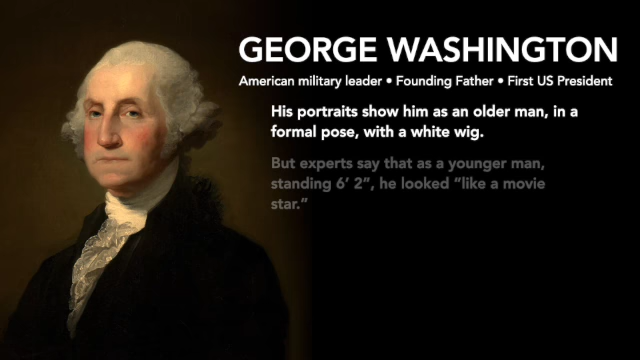 GEORGE WASHINGTON
American military leader • Founding Father • First US President
His portraits show him as an older man, in a
formal pose, with a white wig.
But experts say that as a younger man,
standing 6’ 2”, he looked “like a movie
star.”